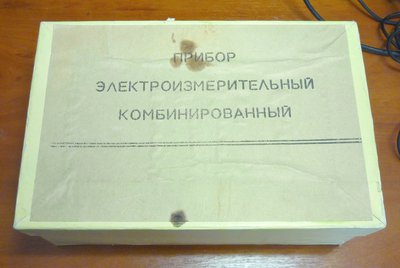 ПРИБОР
ЭЛЕКТРОИЗМЕРИТЕЛЬНЫЙ
КОМБИНИРОВАННЫЙ